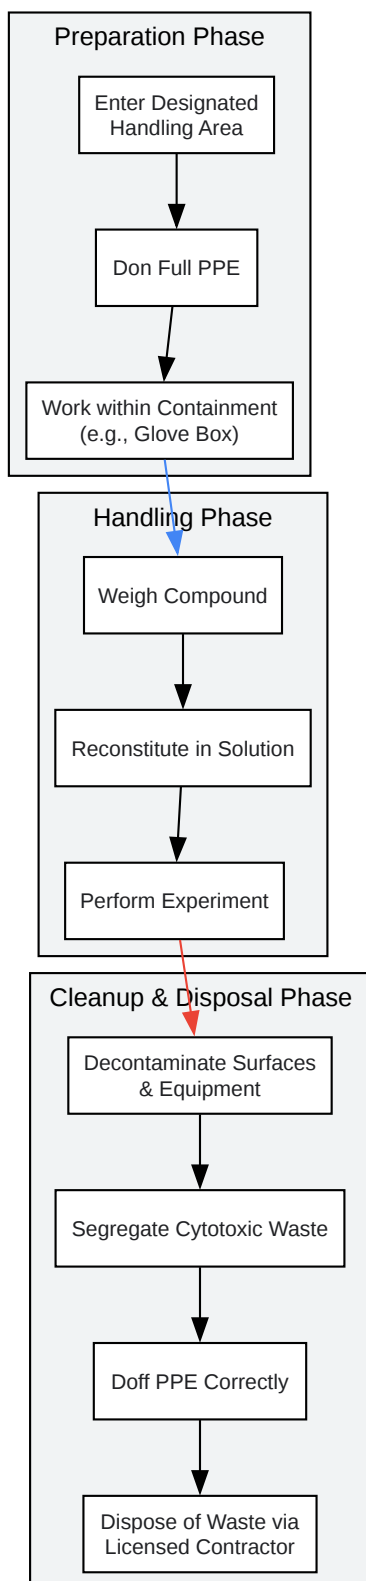 Preparation Phase
Enter Designated
Handling Area
Don Full PPE
Work within Containment
(e.g., Glove Box)
Handling Phase
Weigh Compound
Reconstitute in Solution
Perform Experiment
Cleanup & Disposal Phase
Decontaminate Surfaces
& Equipment
Segregate Cytotoxic Waste
Doff PPE Correctly
Dispose of Waste via
Licensed Contractor